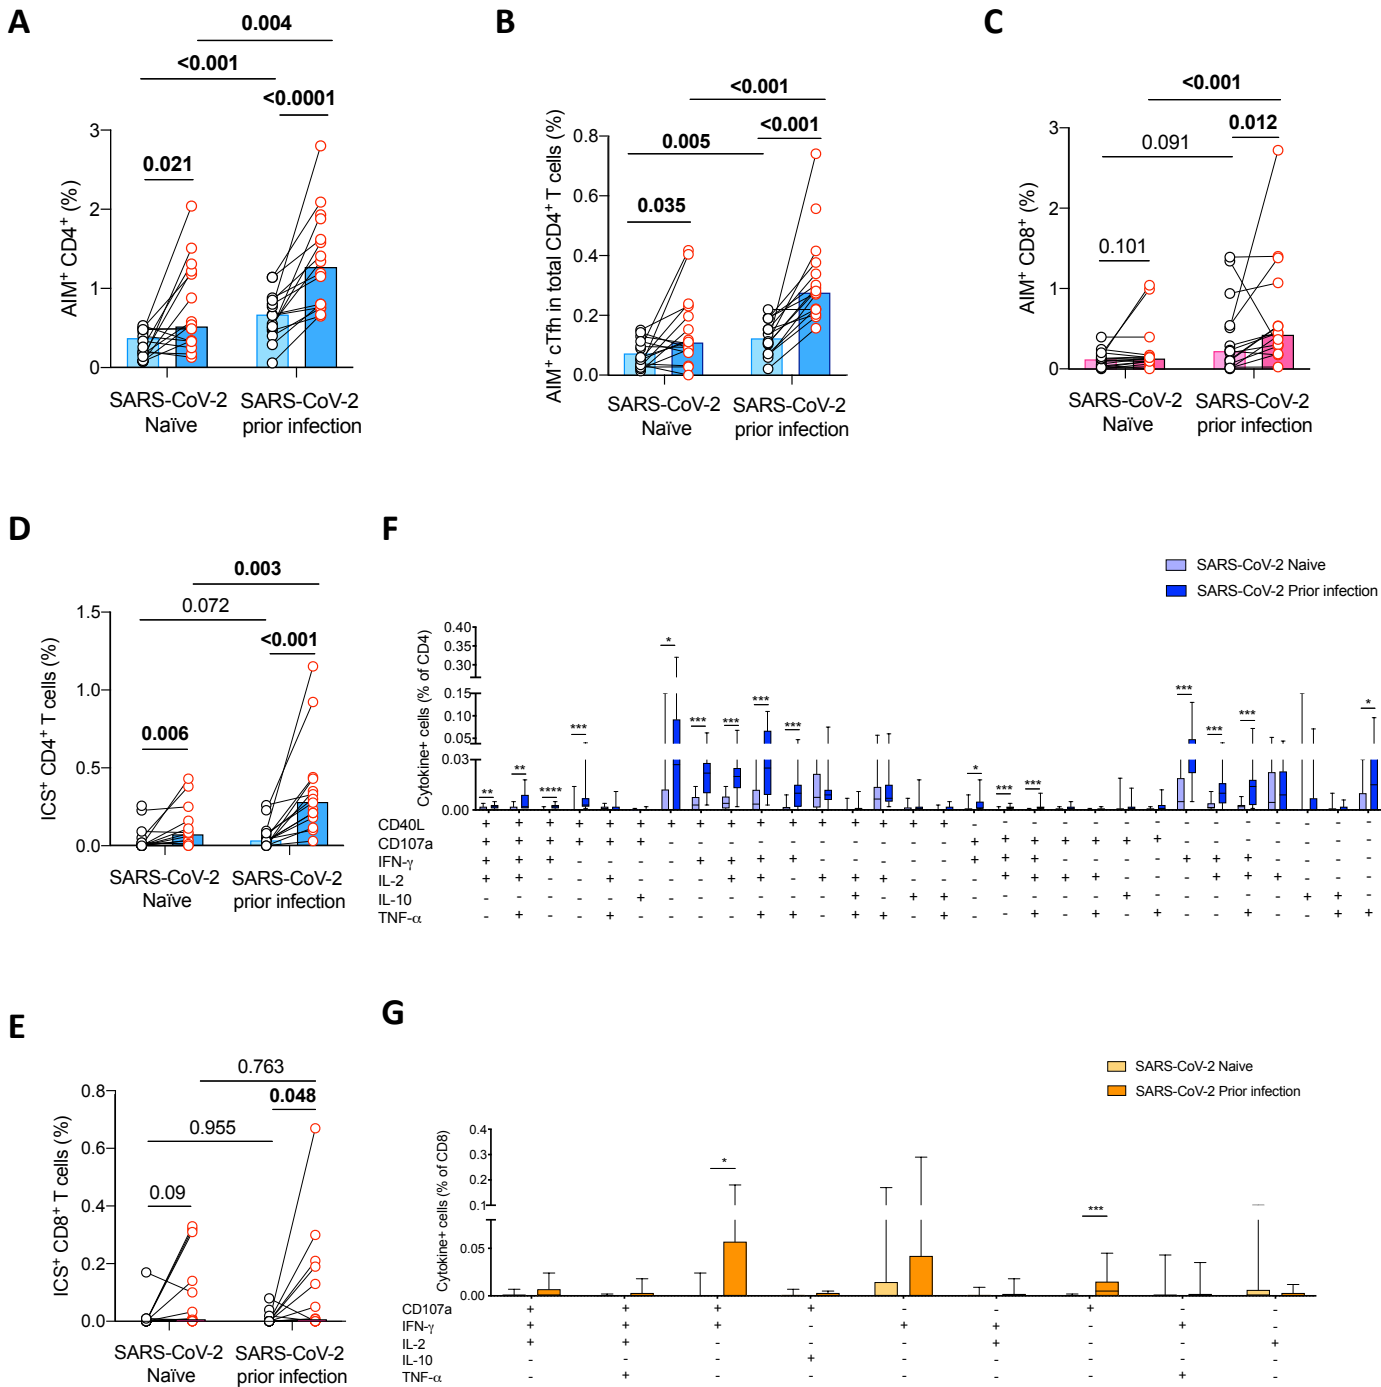 A
0.004
<0.001
<0.0001
0.021
3
2
1
0
AIM+ CD4+ (%)
SARS-CoV-2 Naïve
SARS-CoV-2 prior infection
B
<0.001
0.005
<0.001
0.035
0.8
0.6
0.4
0.2
0.0
AIM+ cTfh in total CD4+ T cells (%)
SARS-CoV-2 Naïve
SARS-CoV-2 prior infection
C
<0.001
0.091
0.012
0.101
3
2
1
0
AIM+ CD8+ (%)
SARS-CoV-2 Naïve
SARS-CoV-2 prior infection
D
0.003
0.072
<0.001
0.006
1.5
1.0
0.5
0.0
ICS+ CD4+ T cells (%)
SARS-CoV-2 Naïve
SARS-CoV-2 prior infection
F
SARS-CoV-2 Naive
SARS-CoV-2 Prior infection
Cytokine+ cells (% of CD4)
0.40
0.35
0.30
0.15
0.10
0.05
0.03
0.00
** ** **** *** * *** *** *** *** * *** *** *** *** *** *
CD40L
CD107a
IFN-γ
IL-2
IL-10
TNF-α
E
0.763
0.048
0.955
0.09
0.8
0.6
0.4
0.2
0.0
ICS+ CD8+ T cells (%)
SARS-CoV-2 Naïve
SARS-CoV-2 prior infection
G
SARS-CoV-2 Naive
SARS-CoV-2 Prior infection
Cytokine+ cells (% of CD8)
0.4
0.3
0.2
0.1
0.05
0.00
* ***
CD107a + + + + - - + - -
IFN-γ + + + - + + - + -
IL-2 + + - - - + - - +
IL-10 - - - + - - - - -
TNF-α - + - - - - - + -